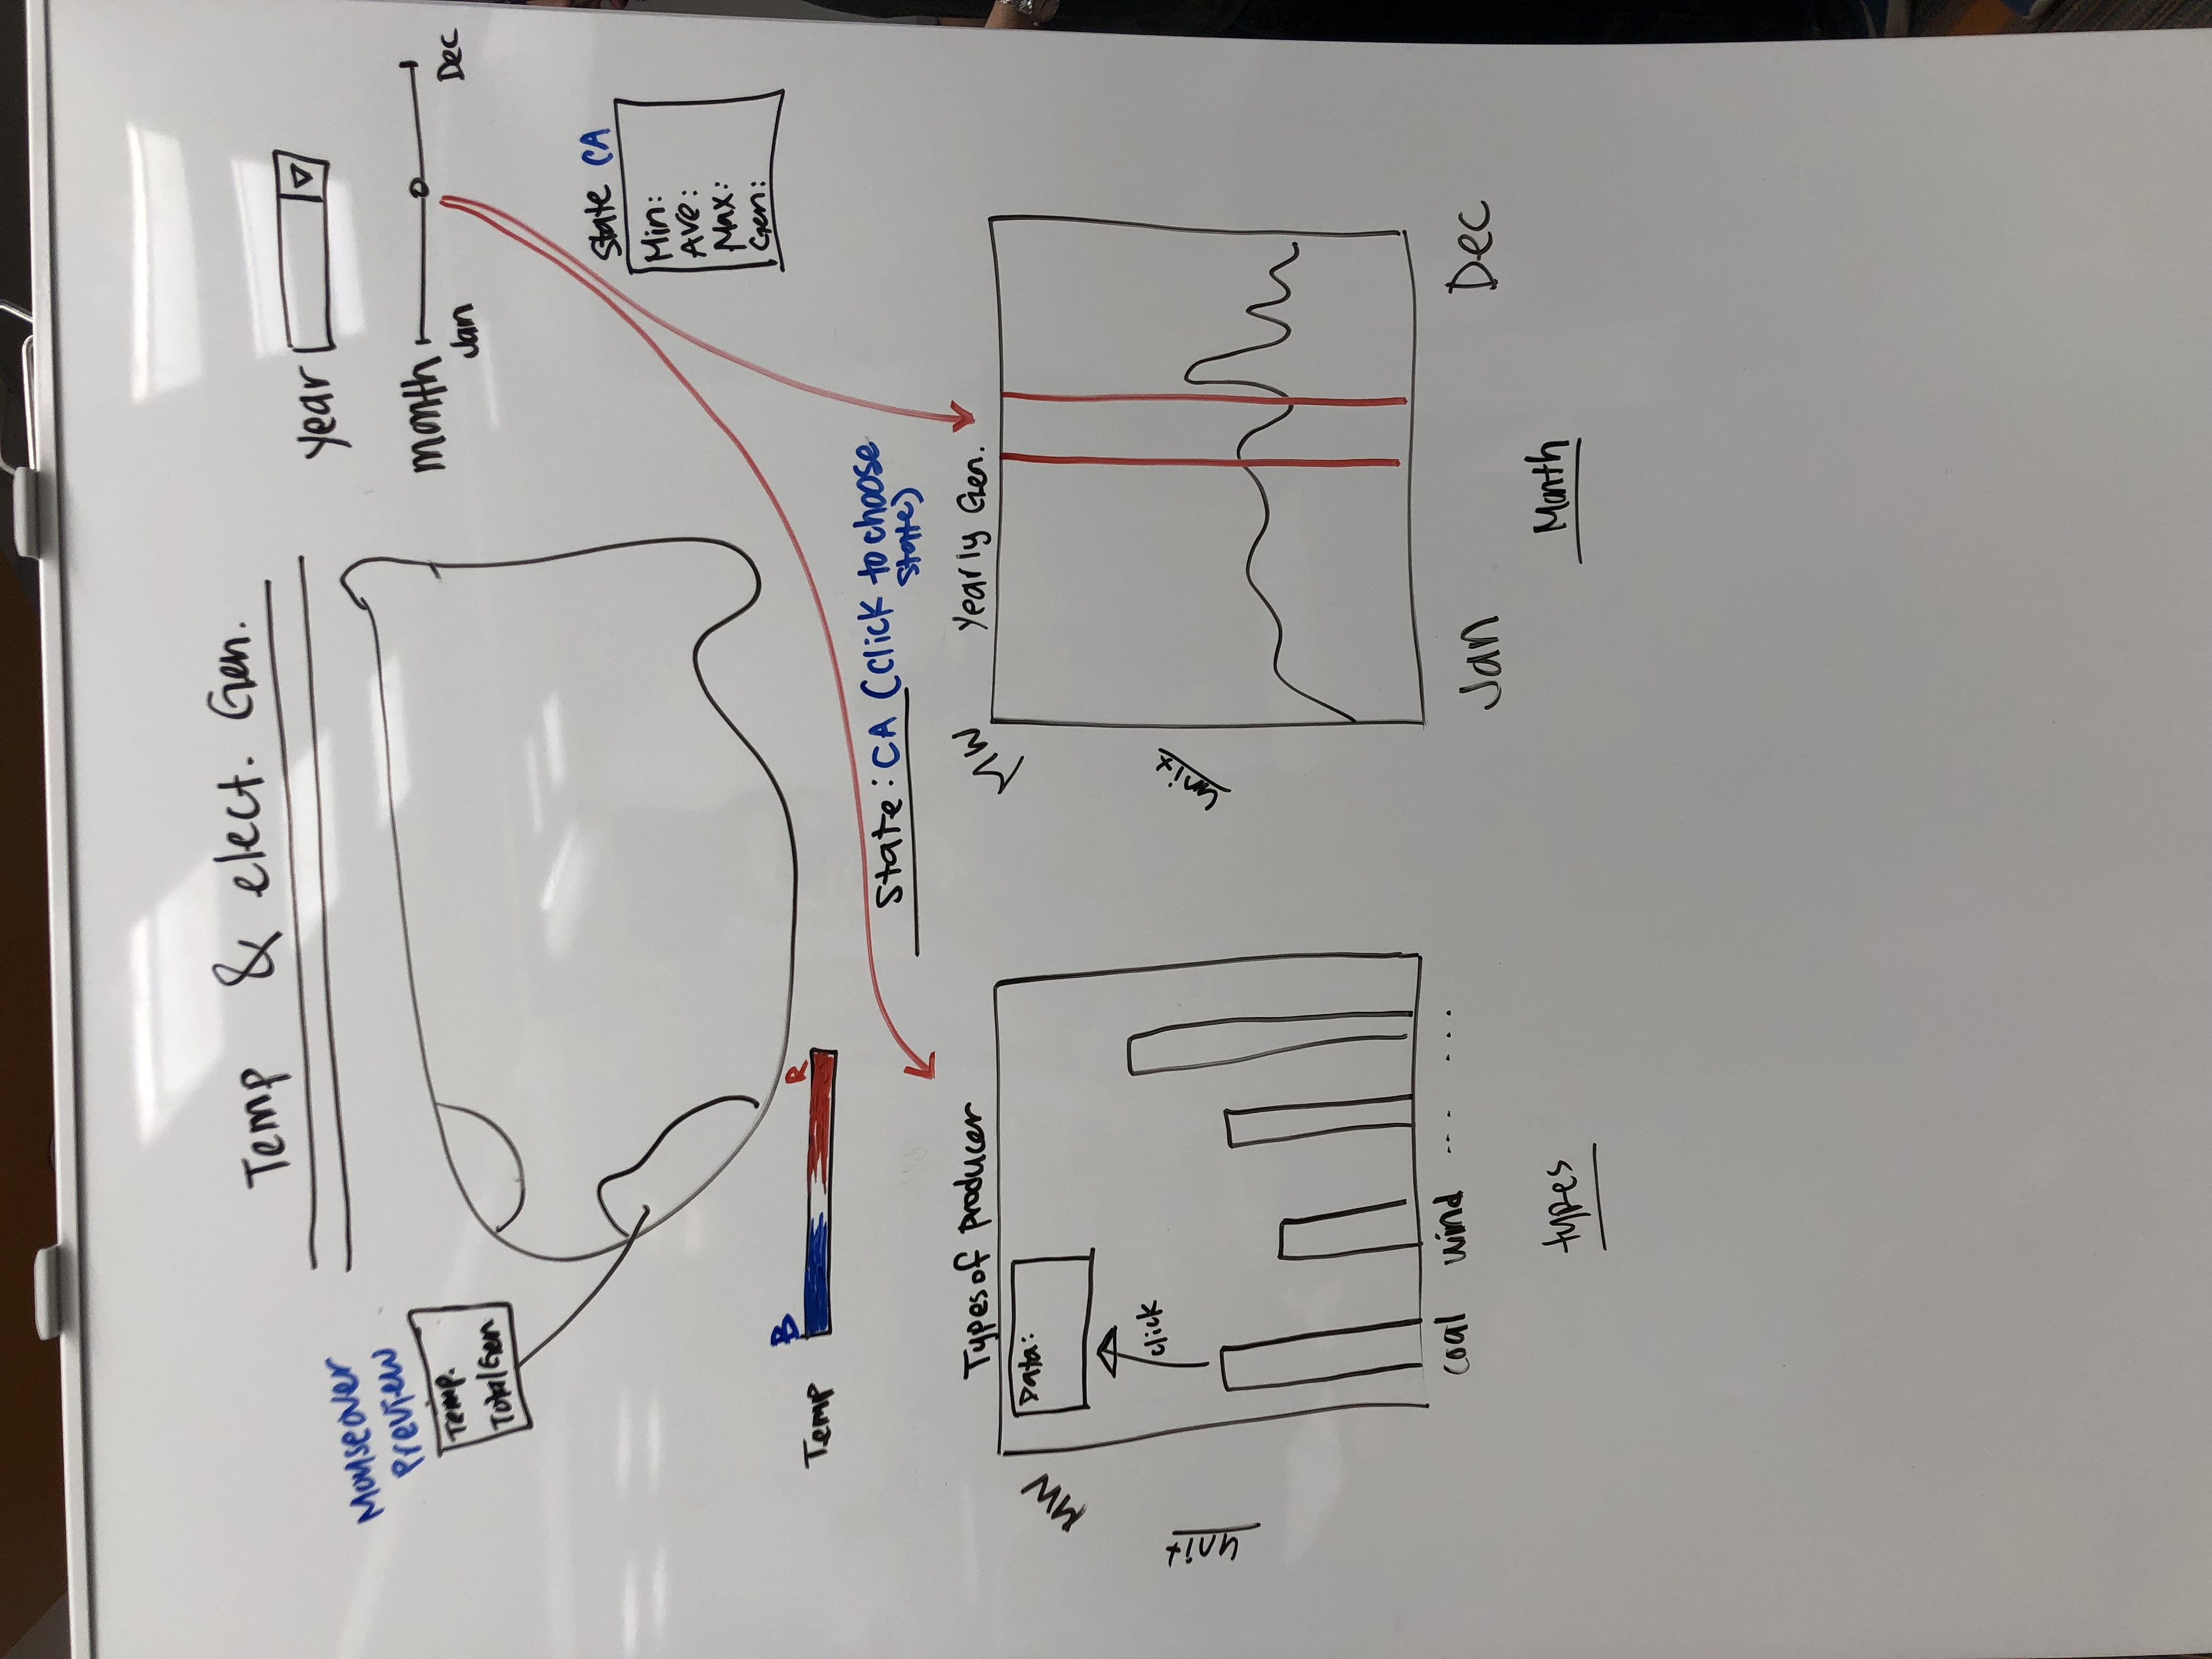 Temp & elect. Gen.
year
month
Jan
Dec
Mouseover
Preview
Temp.
Total Gen
State CA
Min:
Ave:
Max:
Gen:
B
R
Temp
State: CA (Click to choose
state)
Types of producer
MW
unit
Data:
click
coal wind ... ...
types
Yearly Gen.
MW
unit
Jan
Dec
Month